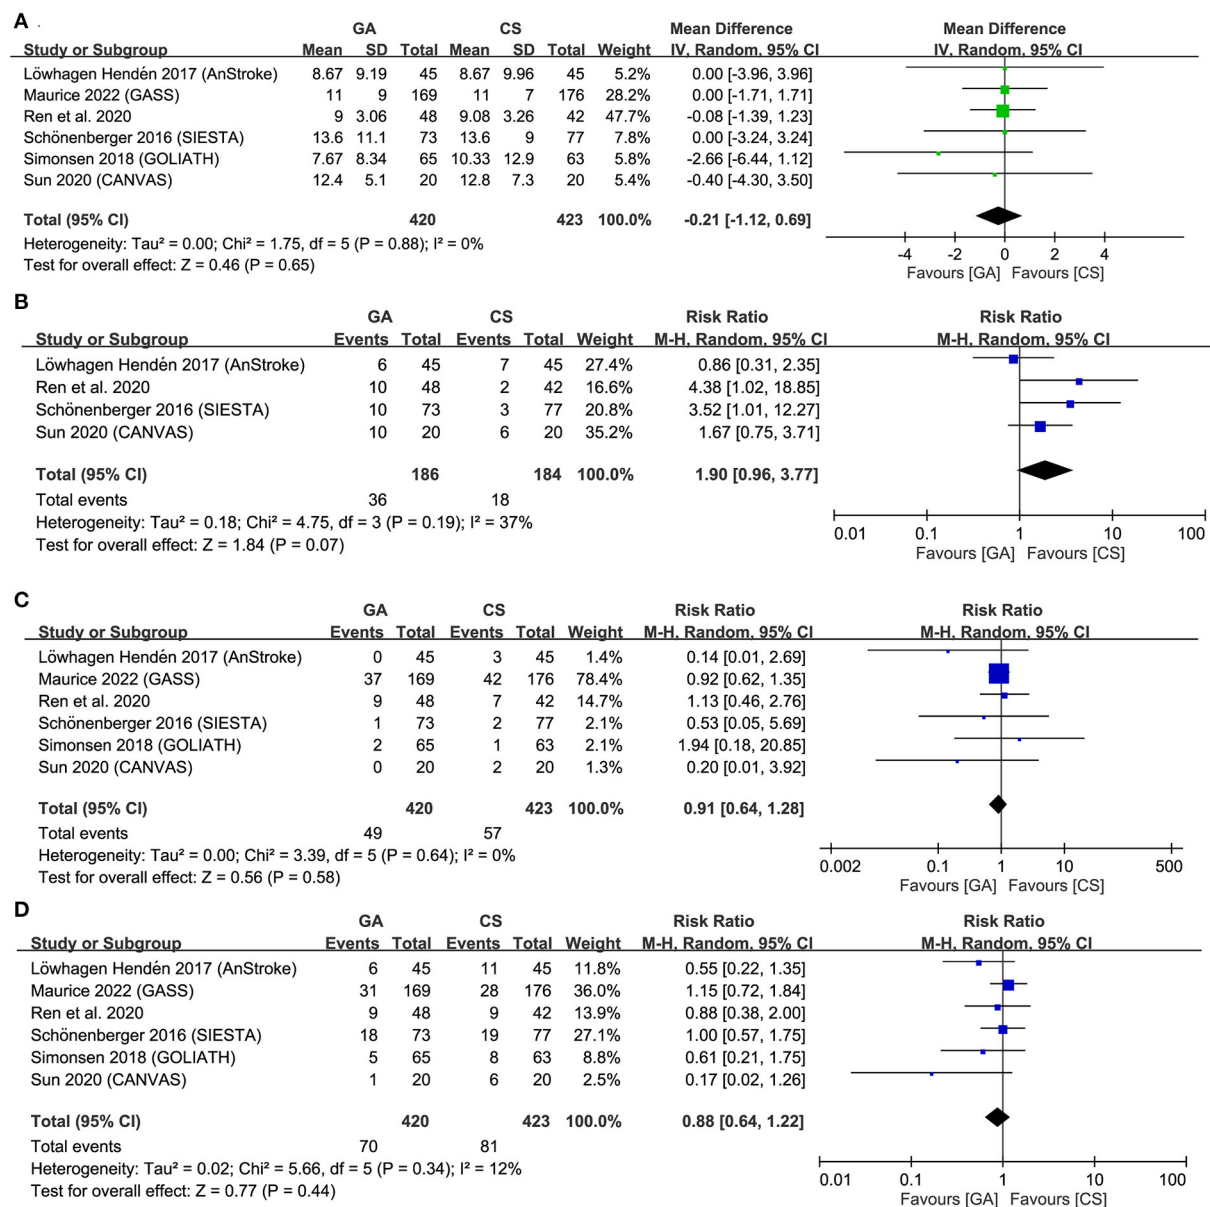 A
GA CS Mean Difference Mean Difference
Study or Subgroup Mean SD Total Mean SD Total Weight IV, Random, 95% CI IV, Random, 95% CI
Löwhagen Hendén 2017 (AnStroke) 8.67 9.19 45 8.67 9.96 45 5.2% 0.00 [-3.96, 3.96]
Maurice 2022 (GASS) 11 9 169 11 7 176 28.2% 0.00 [-1.71, 1.71]
Ren et al. 2020 9 3.06 48 9.08 3.26 42 47.7% -0.08 [-1.39, 1.23]
Schönenberger 2016 (SIESTA) 13.6 11.1 73 13.6 9 77 7.8% 0.00 [-3.24, 3.24]
Simonsen 2018 (GOLIATH) 7.67 8.34 65 10.33 12.9 63 5.8% -2.66 [-6.44, 1.12]
Sun 2020 (CANVAS) 12.4 5.1 20 12.8 7.3 20 5.4% -0.40 [-4.30, 3.50]
Total (95% CI) 420 423 100.0% -0.21 [-1.12, 0.69]
Heterogeneity: Tau² = 0.00; Chi² = 1.75, df = 5 (P = 0.88); I² = 0%
-4 -2 0 2 4
Test for overall effect: Z = 0.46 (P = 0.65)
Favours [GA] Favours [CS]
B
GA CS Risk Ratio Risk Ratio
Study or Subgroup Events Total Events Total Weight M-H, Random, 95% CI M-H, Random, 95% CI
Löwhagen Hendén 2017 (AnStroke) 6 45 7 45 27.4% 0.86 [0.31, 2.35]
Ren et al. 2020 10 48 2 42 16.6% 4.38 [1.02, 18.85]
Schönenberger 2016 (SIESTA) 10 73 3 77 20.8% 3.52 [1.01, 12.27]
Sun 2020 (CANVAS) 10 20 6 20 35.2% 1.67 [0.75, 3.71]
Total (95% CI) 186 184 100.0% 1.90 [0.96, 3.77]
Total events 36 18
Heterogeneity: Tau² = 0.18; Chi² = 4.75, df = 3 (P = 0.19); I² = 37%
0.01 0.1 1 10 100
Test for overall effect: Z = 1.84 (P = 0.07)
Favours [GA] Favours [CS]
C
GA CS Risk Ratio Risk Ratio
Study or Subgroup Events Total Events Total Weight M-H, Random, 95% CI M-H, Random, 95% CI
Löwhagen Hendén 2017 (AnStroke) 0 45 3 45 1.4% 0.14 [0.01, 2.69]
Maurice 2022 (GASS) 37 169 42 176 78.4% 0.92 [0.62, 1.35]
Ren et al. 2020 9 48 7 42 14.7% 1.13 [0.46, 2.76]
Schönenberger 2016 (SIESTA) 1 73 2 77 2.1% 0.53 [0.05, 5.69]
Simonsen 2018 (GOLIATH) 2 65 1 63 2.1% 1.94 [0.18, 20.85]
Sun 2020 (CANVAS) 0 20 2 20 1.3% 0.20 [0.01, 3.92]
Total (95% CI) 420 423 100.0% 0.91 [0.64, 1.28]
Total events 49 57
Heterogeneity: Tau² = 0.00; Chi² = 3.39, df = 5 (P = 0.64); I² = 0%
0.002 0.1 1 10 500
Test for overall effect: Z = 0.56 (P = 0.58)
Favours [GA] Favours [CS]
D
GA CS Risk Ratio Risk Ratio
Study or Subgroup Events Total Events Total Weight M-H, Random, 95% CI M-H, Random, 95% CI
Löwhagen Hendén 2017 (AnStroke) 6 45 11 45 11.8% 0.55 [0.22, 1.35]
Maurice 2022 (GASS) 31 169 28 176 36.0% 1.15 [0.72, 1.84]
Ren et al. 2020 9 48 9 42 13.9% 0.88 [0.38, 2.00]
Schönenberger 2016 (SIESTA) 18 73 19 77 27.1% 1.00 [0.57, 1.75]
Simonsen 2018 (GOLIATH) 5 65 8 63 8.8% 0.61 [0.21, 1.75]
Sun 2020 (CANVAS) 1 20 6 20 2.5% 0.17 [0.02, 1.26]
Total (95% CI) 420 423 100.0% 0.88 [0.64, 1.22]
Total events 70 81
Heterogeneity: Tau² = 0.02; Chi² = 5.66, df = 5 (P = 0.34); I² = 12%
0.01 0.1 1 10 100
Test for overall effect: Z = 0.77 (P = 0.44)
Favours [GA] Favours [CS]